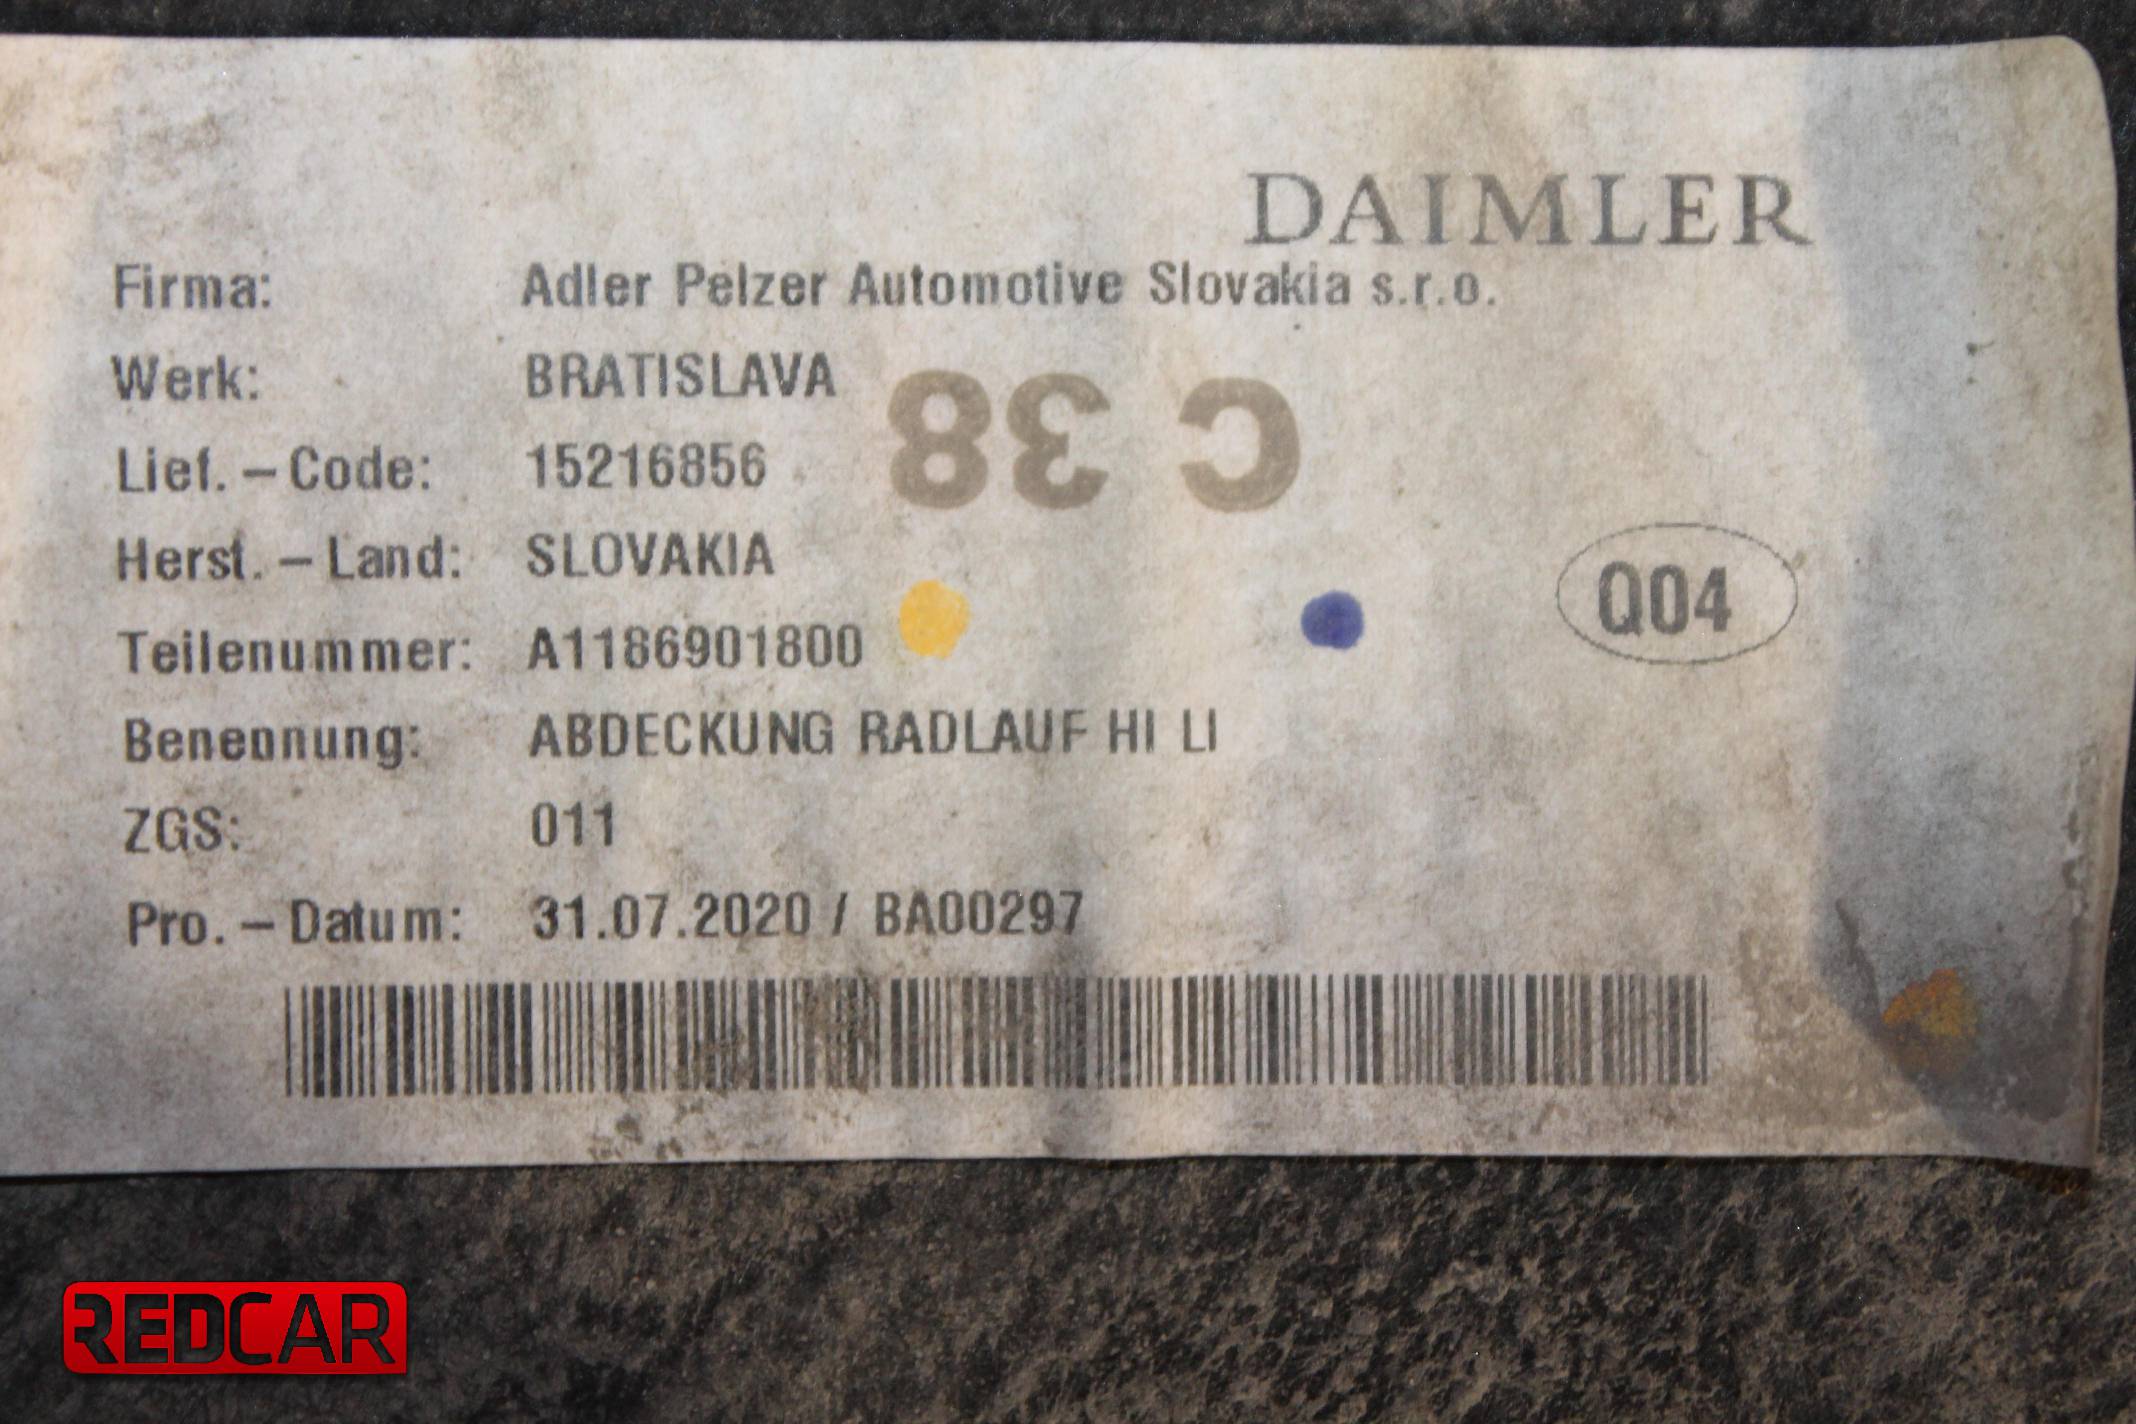 DAIMLER
Firma: Adler Pelzer Automotive Slovakia s.r.o.
Werk: BRATISLAVA
C 38
Lief. – Code: 15216856
Herst. – Land: SLOVAKIA
Q04
Teilenummer: A1186901800
Benennung: ABDECKUNG RADLAUF HI LI
ZGS: 011
Pro. – Datum: 31.07.2020 / BA00297
REDCAR